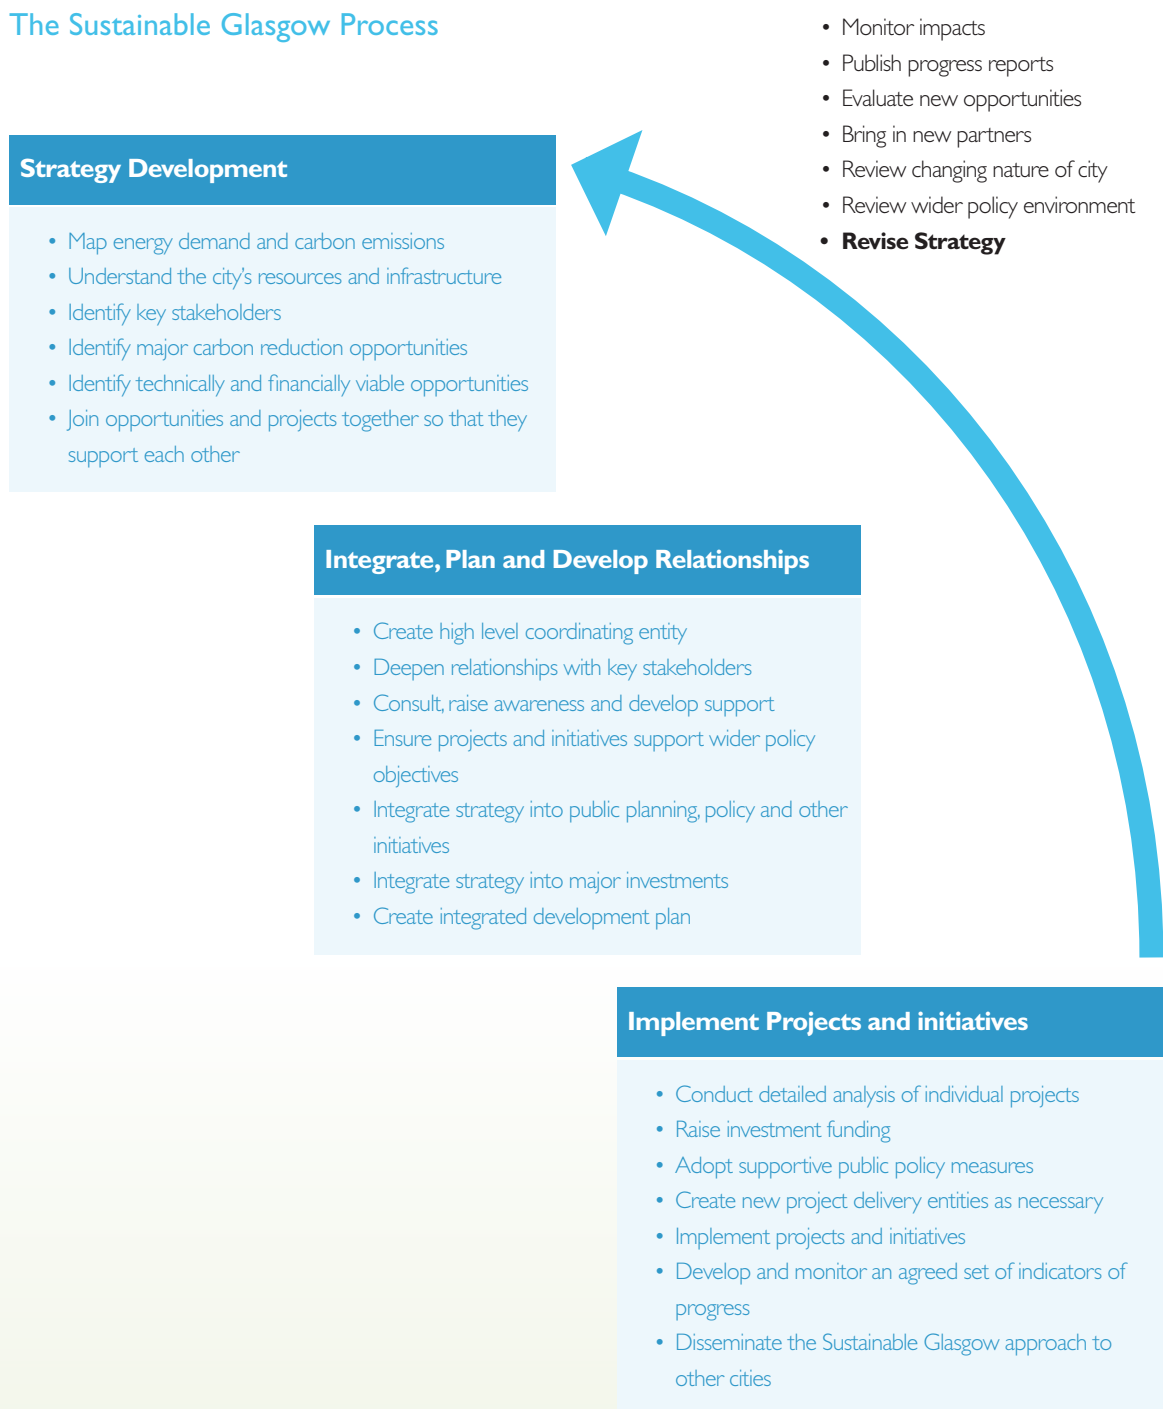 The Sustainable Glasgow Process
• Monitor impacts
• Publish progress reports
• Evaluate new opportunities
• Bring in new partners
• Review changing nature of city
• Review wider policy environment
• Revise Strategy
Strategy Development
• Map energy demand and carbon emissions
• Understand the city's resources and infrastructure
• Identify key stakeholders
• Identify major carbon reduction opportunities
• Identify technically and financially viable opportunities
• Join opportunities and projects together so that they
support each other
Integrate, Plan and Develop Relationships
• Create high level coordinating entity
• Deepen relationships with key stakeholders
• Consult, raise awareness and develop support
• Ensure projects and initiatives support wider policy
objectives
• Integrate strategy into public planning, policy and other
initiatives
• Integrate strategy into major investments
• Create integrated development plan
Implement Projects and initiatives
• Conduct detailed analysis of individual projects
• Raise investment funding
• Adopt supportive public policy measures
• Create new project delivery entities as necessary
• Implement projects and initiatives
• Develop and monitor an agreed set of indicators of
progress
• Disseminate the Sustainable Glasgow approach to
other cities